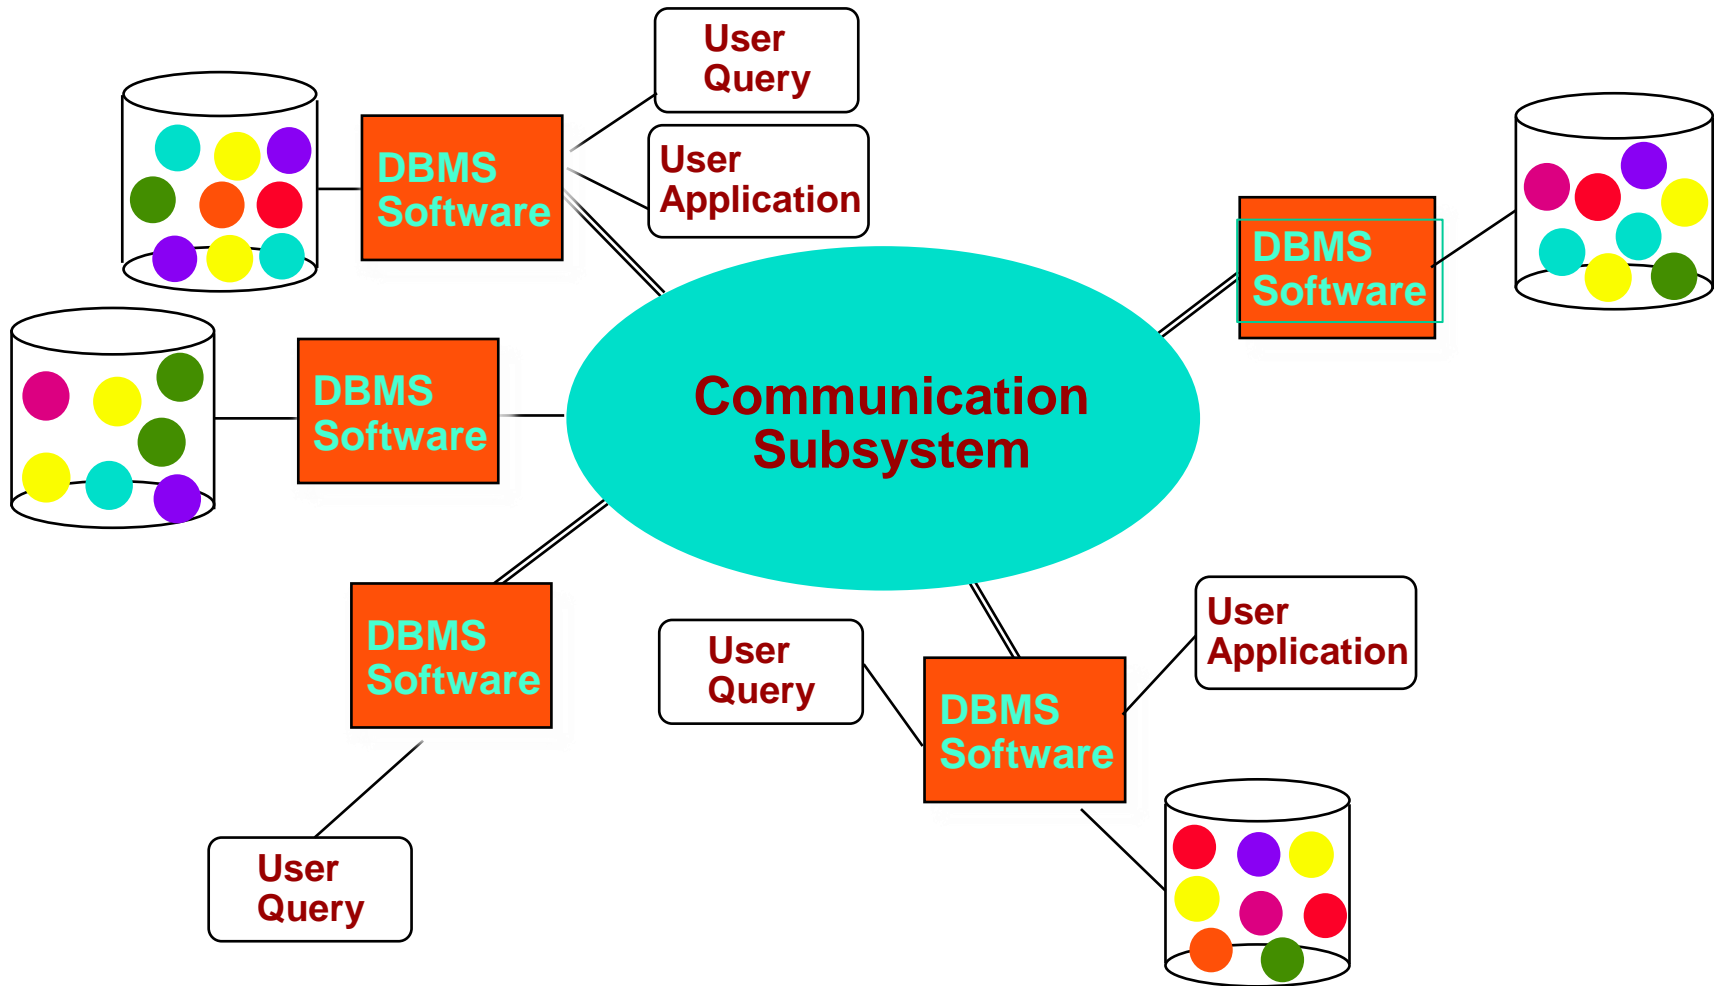 User
Query
DBMS
Software
User
Application
DBMS
Software
DBMS
Software
Communication
Subsystem
DBMS
Software
User
Query
User
Application
DBMS
Software
User
Query